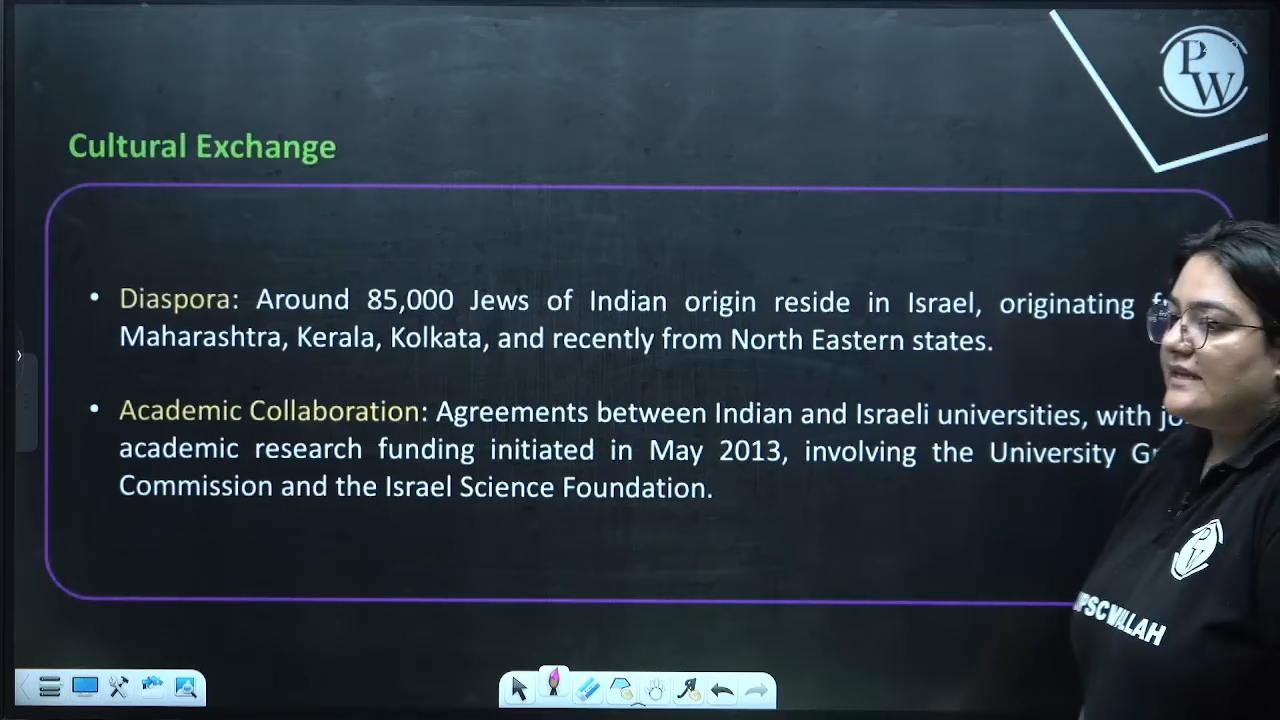 PW
Cultural Exchange
• Diaspora: Around 85,000 Jews of Indian origin reside in Israel, originating
Maharashtra, Kerala, Kolkata, and recently from North Eastern states.
• Academic Collaboration: Agreements between Indian and Israeli universities, with
academic research funding initiated in May 2013, involving the University
Commission and the Israel Science Foundation.
PW
UPSC WALLAH